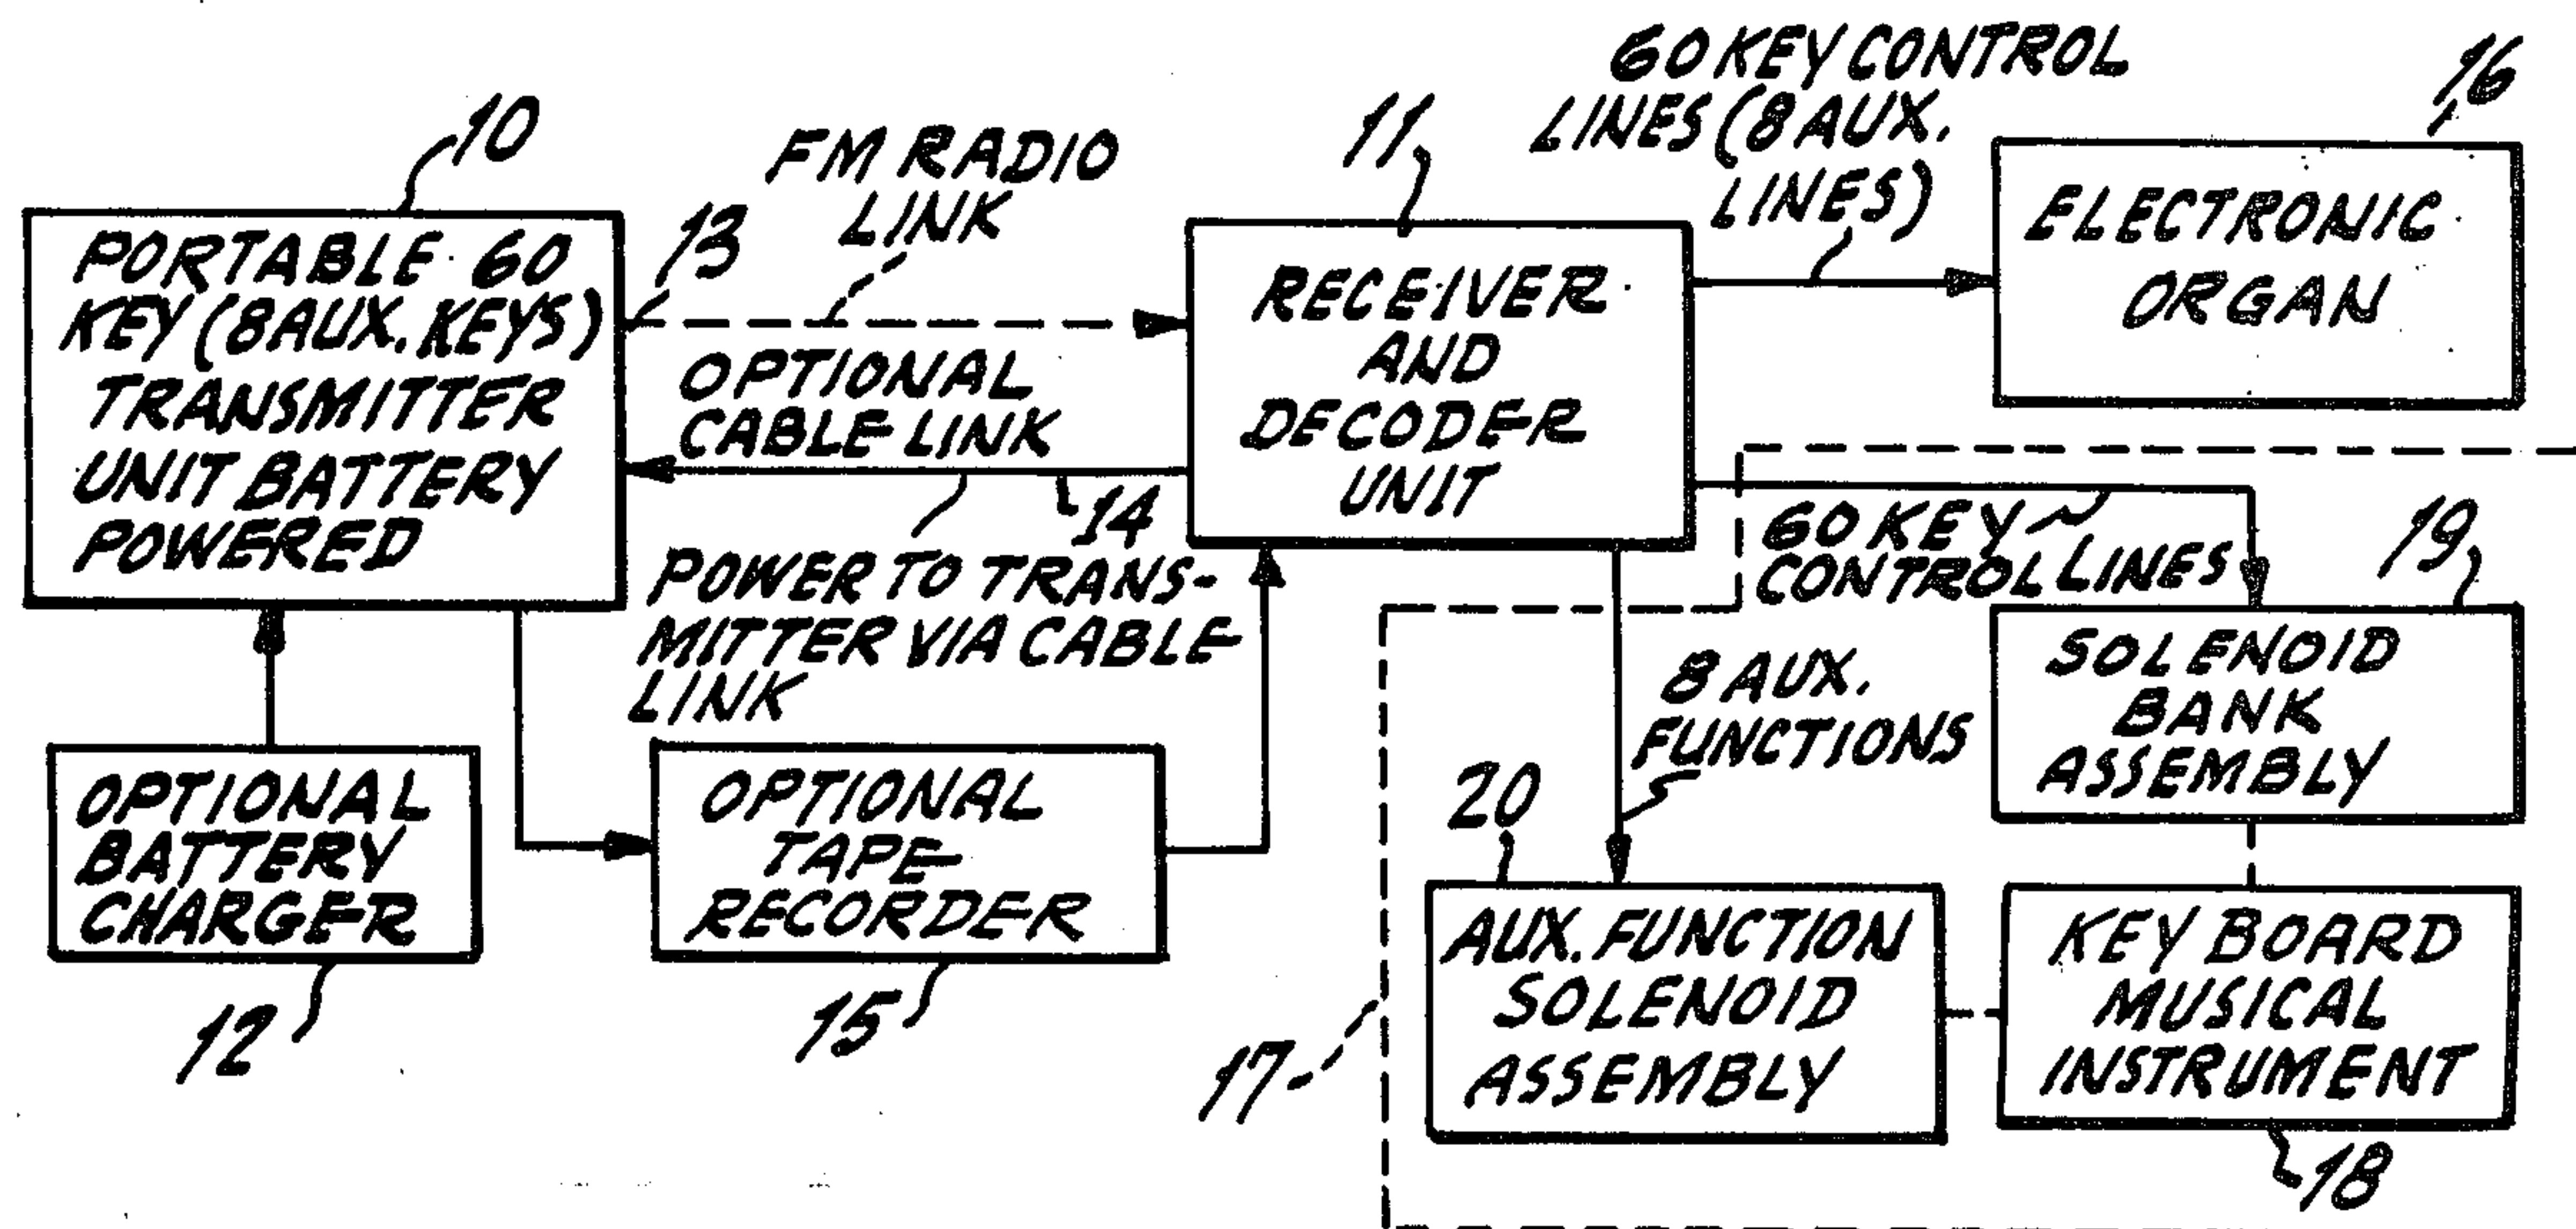 10
PORTABLE 60
KEY (8 AUX. KEYS)
TRANSMITTER
UNIT BATTERY
POWERED
13
FM RADIO
LINK
OPTIONAL
CABLE LINK
14
POWER TO TRANS-
MITTER VIA CABLE
LINK
11
RECEIVER
AND
DECODER
UNIT
60 KEY CONTROL
LINES (8 AUX.
LINES)
16
ELECTRONIC
ORGAN
60 KEY
CONTROL LINES
19
SOLENOID
BANK
ASSEMBLY
8 AUX.
FUNCTIONS
OPTIONAL
BATTERY
CHARGER
12
OPTIONAL
TAPE
RECORDER
15
17
20
AUX. FUNCTION
SOLENOID
ASSEMBLY
KEY BOARD
MUSICAL
INSTRUMENT
18